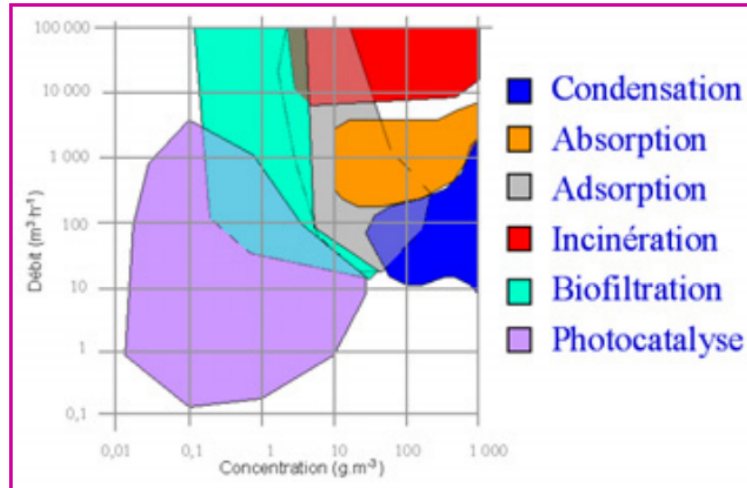 100 000
10 000
1 000
100
10
1
0,1
Débit (m³·h⁻¹)
0,01
0,1
1
10
100
1 000
Concentration (g.m⁻³)
Condensation
Absorption
Adsorption
Incinération
Biofiltration
Photocatalyse